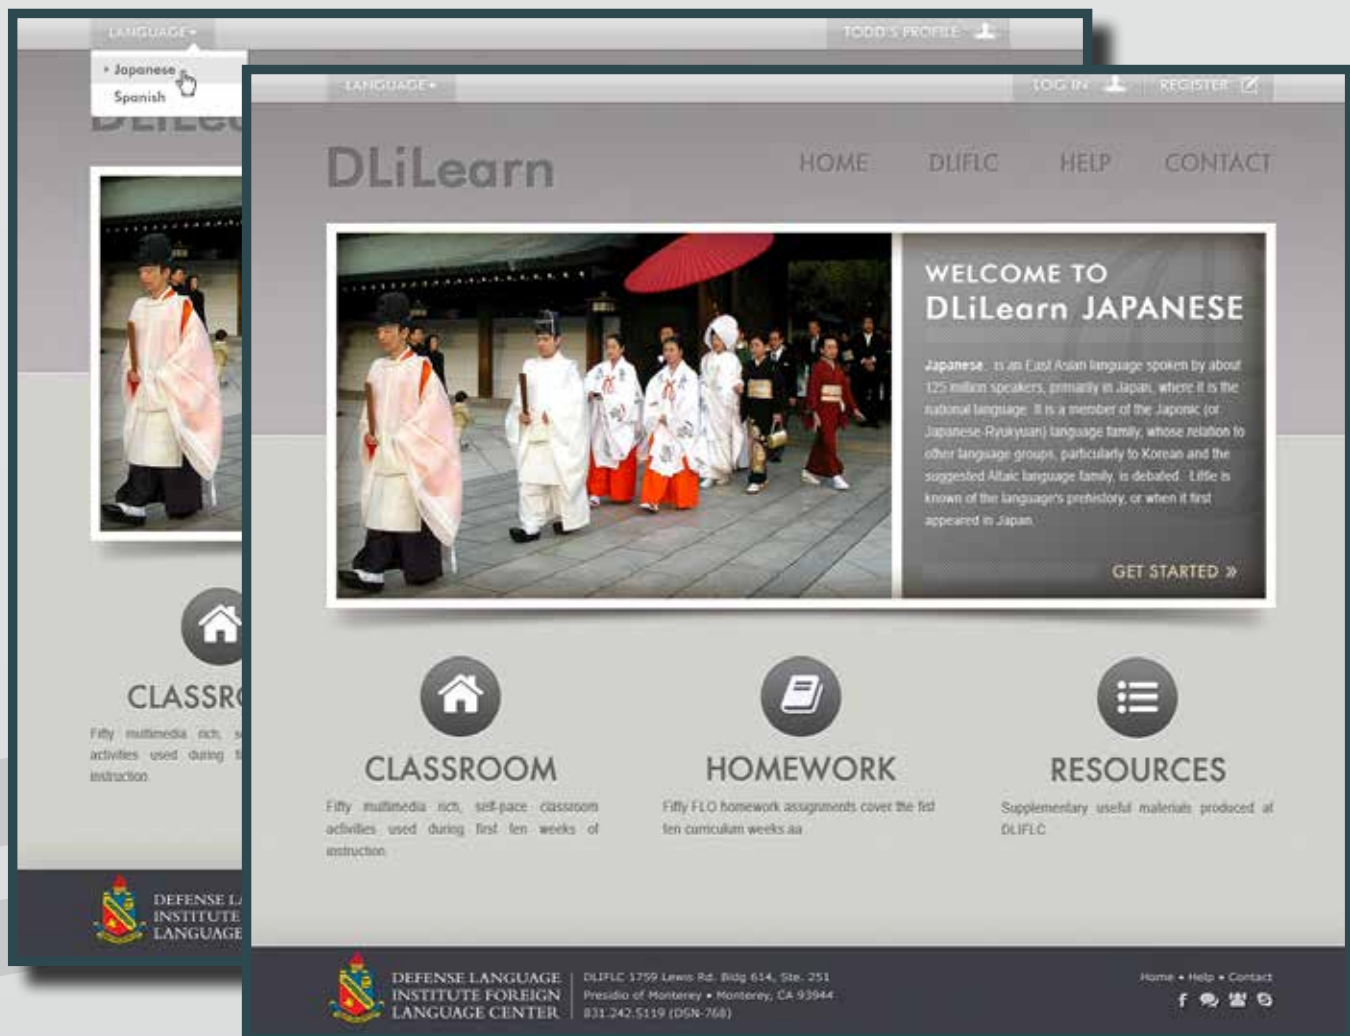 LANGUAGE
TODD'S PROFILE
Japanese
Spanish
CLASSRO
Fifty multimedia rich, s
activities used during fi
instruction
DEFENSE LA
INSTITUTE
LANGUAGE
LANGUAGE
LOG IN
REGISTER
DLiLearn
HOME
DLIFLC
HELP
CONTACT
WELCOME TO
DLiLearn JAPANESE
Japanese: is an East Asian language spoken by about
125 million speakers, primarily in Japan, where it is the
national language. It is a member of the Japonic (or
Japanese-Ryukyuan) language family, whose relation to
other language groups, particularly to Korean and the
suggested Altaic language family, is debated. Little is
known of the language's prehistory, or when it first
appeared in Japan.
GET STARTED »
CLASSROOM
Fifty multimedia rich, self-pace classroom
activities used during first ten weeks of
instruction
HOMEWORK
Fifty FLO homework assignments cover the fist
ten curriculum weeks aa
RESOURCES
Supplementary useful materials produced at
DLIFLC
DEFENSE LANGUAGE
INSTITUTE FOREIGN
LANGUAGE CENTER
DLIFLC 1759 Lewis Rd. Bldg 614, Ste. 251
Presidio of Monterey • Monterey, CA 93944
831.242.5119 (DSN-768)
Home • Help • Contact